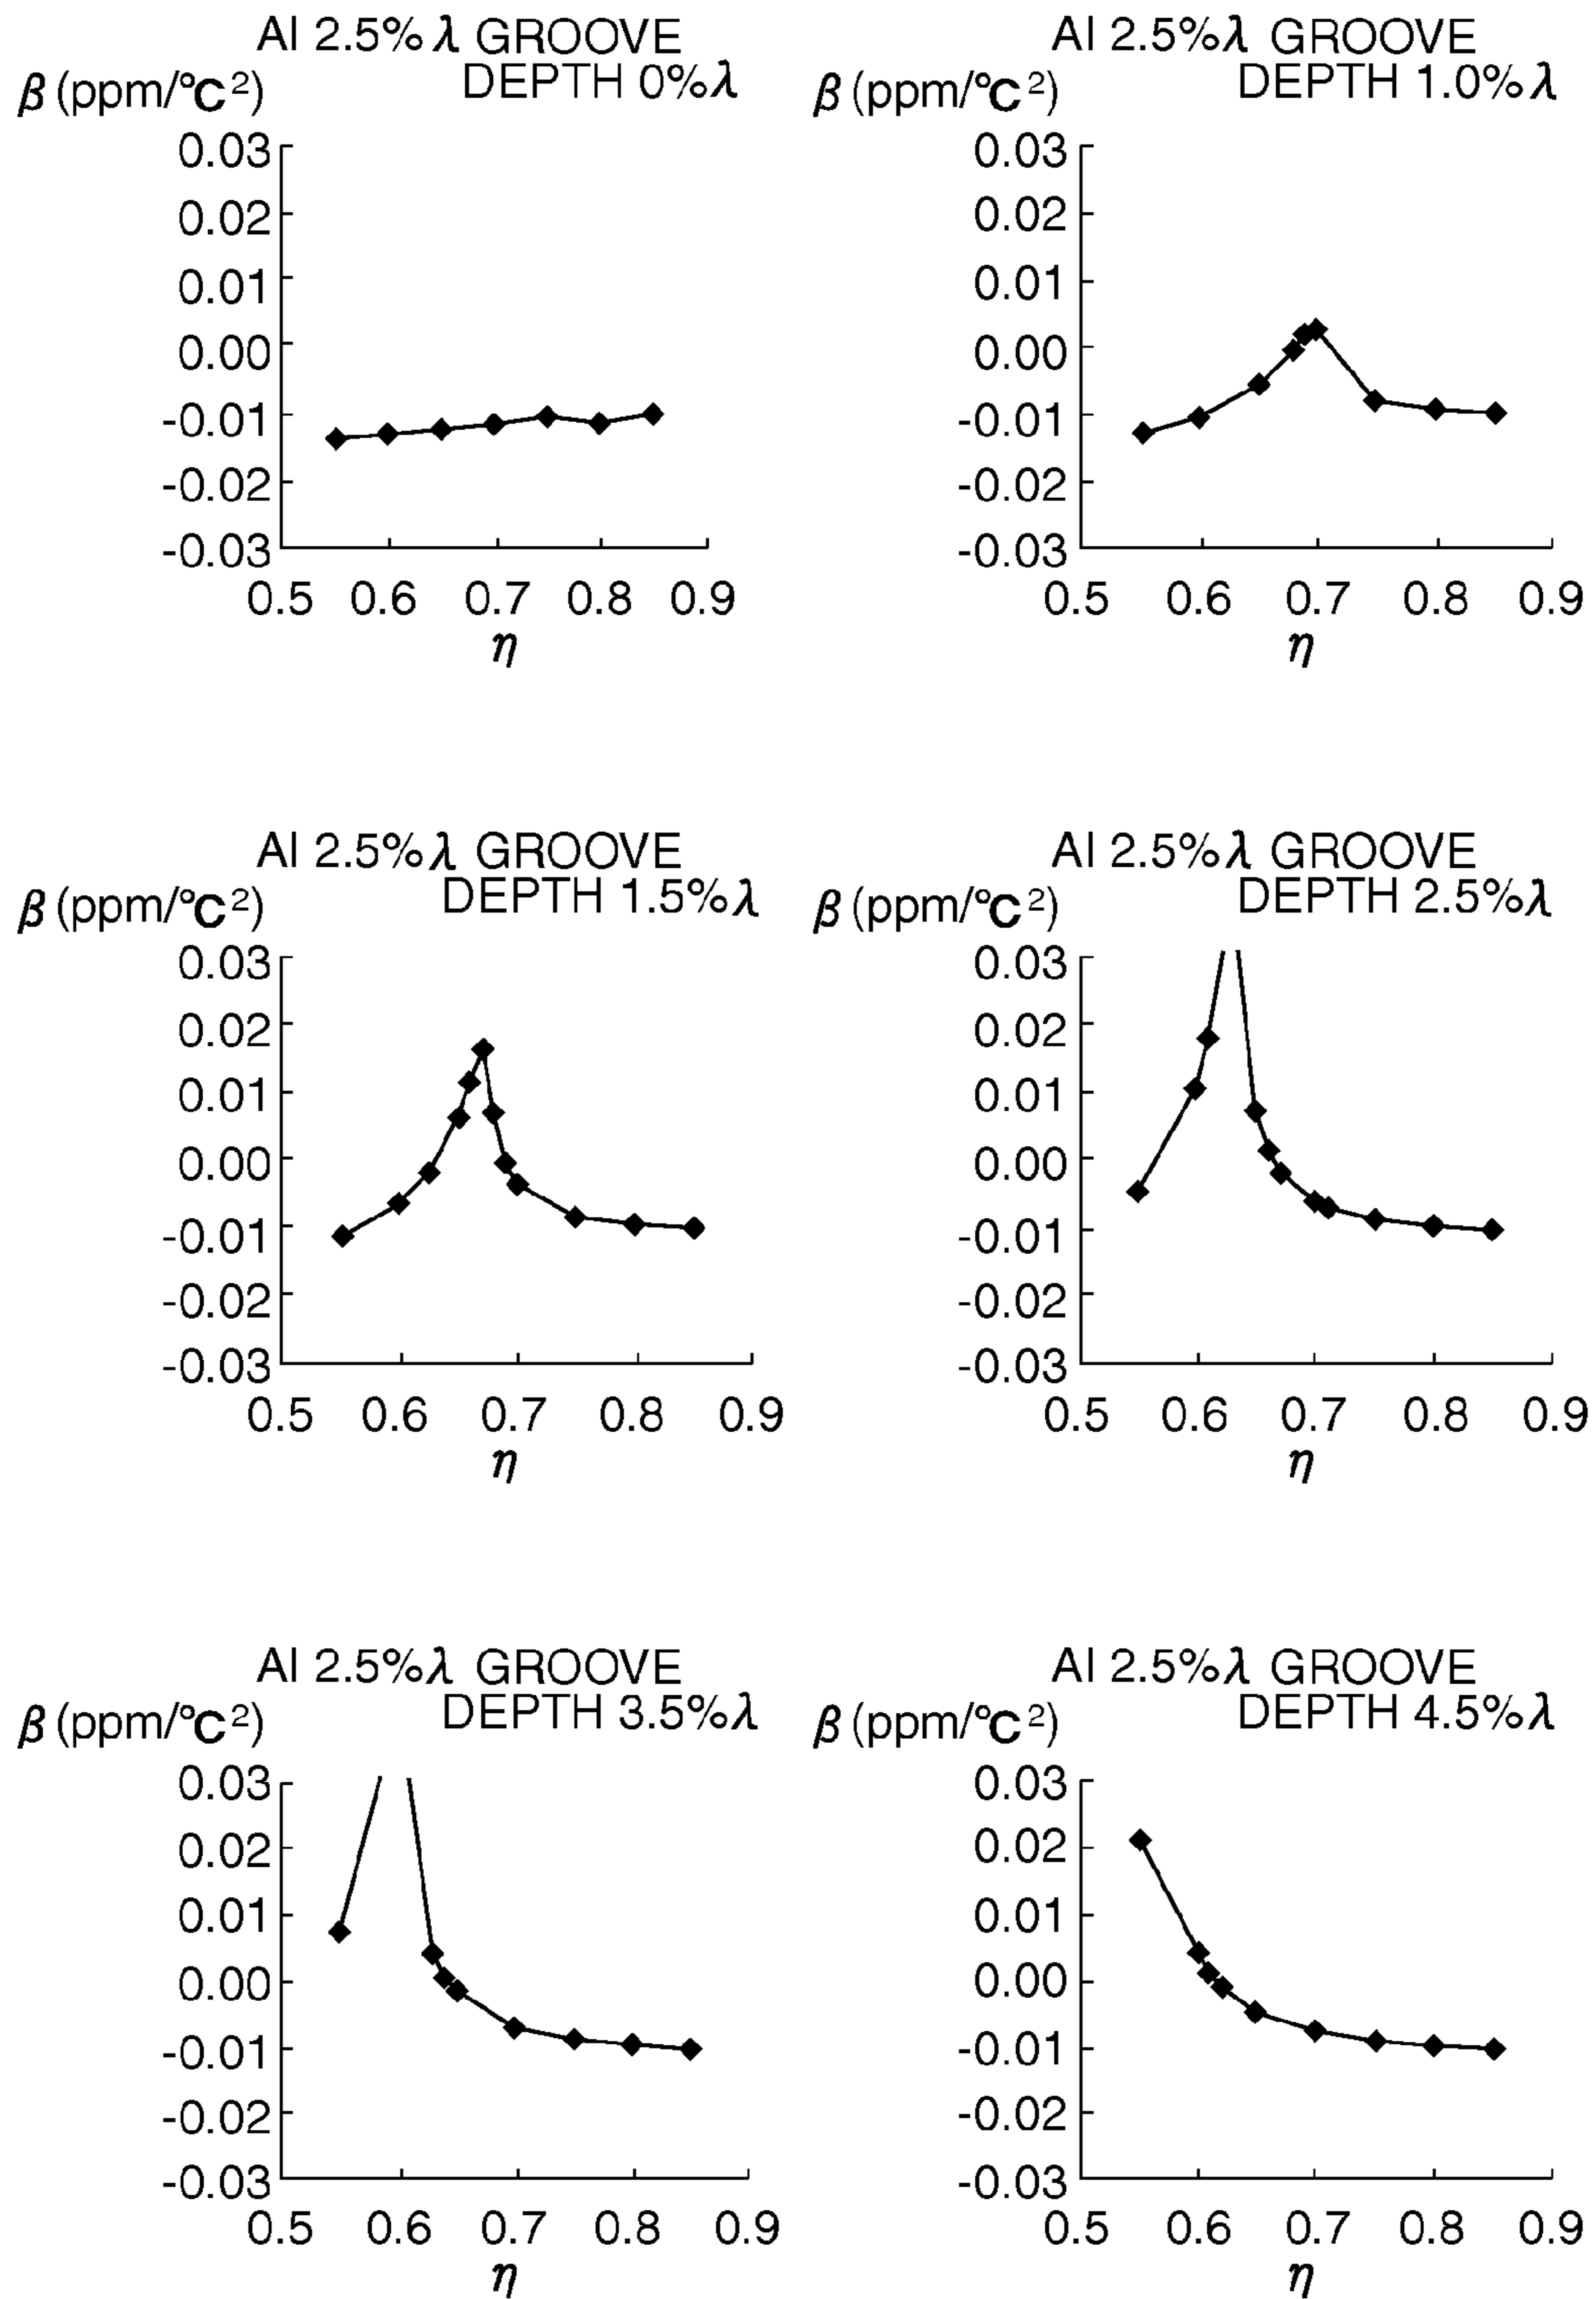 Al 2.5%λ GROOVE
DEPTH 0%λ
β (ppm/°C²)
0.03
0.02
0.01
0.00
-0.01
-0.02
-0.03
0.5 0.6 0.7 0.8 0.9
η
Al 2.5%λ GROOVE
DEPTH 1.0%λ
β (ppm/°C²)
0.03
0.02
0.01
0.00
-0.01
-0.02
-0.03
0.5 0.6 0.7 0.8 0.9
η
Al 2.5%λ GROOVE
DEPTH 1.5%λ
β (ppm/°C²)
0.03
0.02
0.01
0.00
-0.01
-0.02
-0.03
0.5 0.6 0.7 0.8 0.9
η
Al 2.5%λ GROOVE
DEPTH 2.5%λ
β (ppm/°C²)
0.03
0.02
0.01
0.00
-0.01
-0.02
-0.03
0.5 0.6 0.7 0.8 0.9
η
Al 2.5%λ GROOVE
DEPTH 3.5%λ
β (ppm/°C²)
0.03
0.02
0.01
0.00
-0.01
-0.02
-0.03
0.5 0.6 0.7 0.8 0.9
η
Al 2.5%λ GROOVE
DEPTH 4.5%λ
β (ppm/°C²)
0.03
0.02
0.01
0.00
-0.01
-0.02
-0.03
0.5 0.6 0.7 0.8 0.9
η